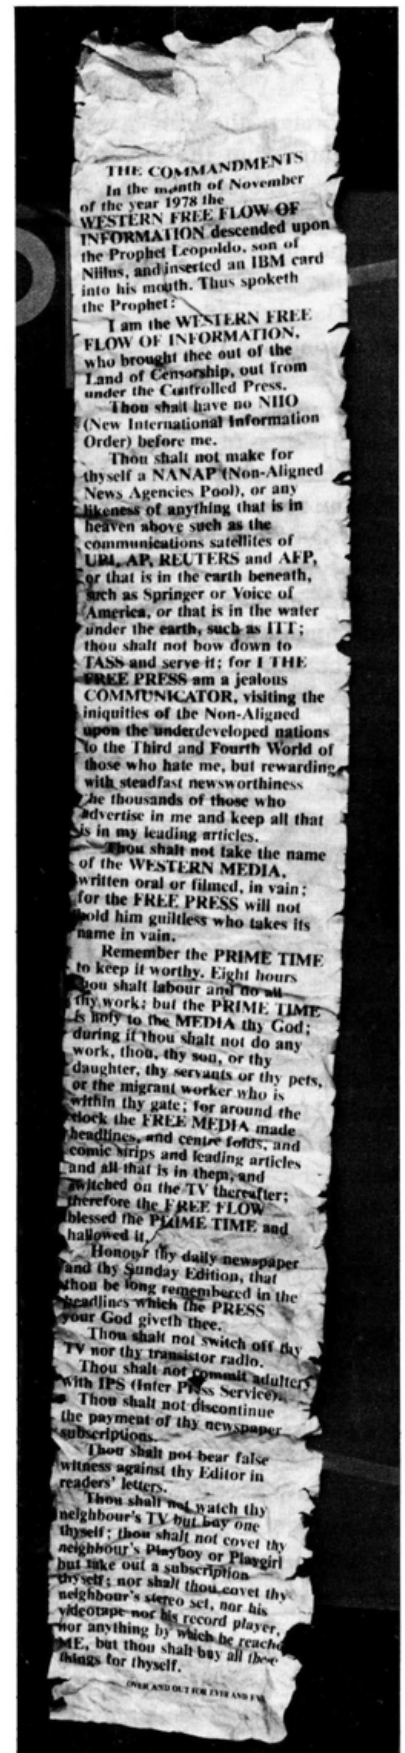 THE COMMANDMENTS
In the month of November
of the year 1978 the
WESTERN FREE FLOW OF
INFORMATION descended upon
the Prophet Leopoldo, son of
Niilus, and inserted an IBM card
into his mouth. Thus spoketh
the Prophet:
I am the WESTERN FREE
FLOW OF INFORMATION,
who brought thee out of the
Land of Censorship, out from
under the Controlled Press.
Thou shalt have no NIIO
(New International Information
Order) before me.
Thou shalt not make for
thyself a NANAP (Non-Aligned
News Agencies Pool), or any
likeness of anything that is in
heaven above such as the
communications satellites of
UPI, AP, REUTERS and AFP,
or that is in the earth beneath,
such as Springer or Voice of
America, or that is in the water
under the earth, such as ITT;
thou shalt not bow down to
TASS and serve it; for I THE
FREE PRESS am a jealous
COMMUNICATOR, visiting the
iniquities of the Non-Aligned
upon the underdeveloped nations
to the Third and Fourth World of
those who hate me, but rewarding
with steadfast newsworthiness
the thousands of those who
advertise in me and keep all that
is in my leading articles.
Thou shalt not take the name
of the WESTERN MEDIA,
written oral or filmed, in vain;
for the FREE PRESS will not
hold him guiltless who takes its
name in vain.
Remember the PRIME TIME
to keep it worthy. Eight hours
thou shalt labour and do all
thy work; but the PRIME TIME
is holy to the MEDIA thy God;
during it thou shalt not do any
work, thou, thy son, or thy
daughter, thy servants or thy pets,
or the migrant worker who is
within thy gate; for around the
clock the FREE MEDIA made
headlines, and centre folds, and
comic strips and leading articles
and all that is in them, and
switched on the TV thereafter;
therefore the FREE FLOW
blessed the PRIME TIME and
hallowed it.
Honour thy daily newspaper
and thy Sunday Edition, that
thou be long remembered in the
headlines which the PRESS
your God giveth thee.
Thou shalt not switch off thy
TV nor thy transistor radio.
Thou shalt not commit adultery
with IPS (Inter Press Service).
Thou shalt not discontinue
the payment of thy newspaper
subscriptions.
Thou shalt not bear false
witness against thy Editor in
readers' letters.
Thou shall not watch thy
neighbour's TV but buy one
thyself; thou shalt not covet thy
neighbour's Playboy or Playgirl
but take out a subscription
thyself; nor shalt thou covet thy
neighbour's stereo set, nor his
videotape nor his record player,
nor anything by which he reached
ME, but thou shalt buy all these
things for thyself.
OVER AND OUT FOR EVER AND